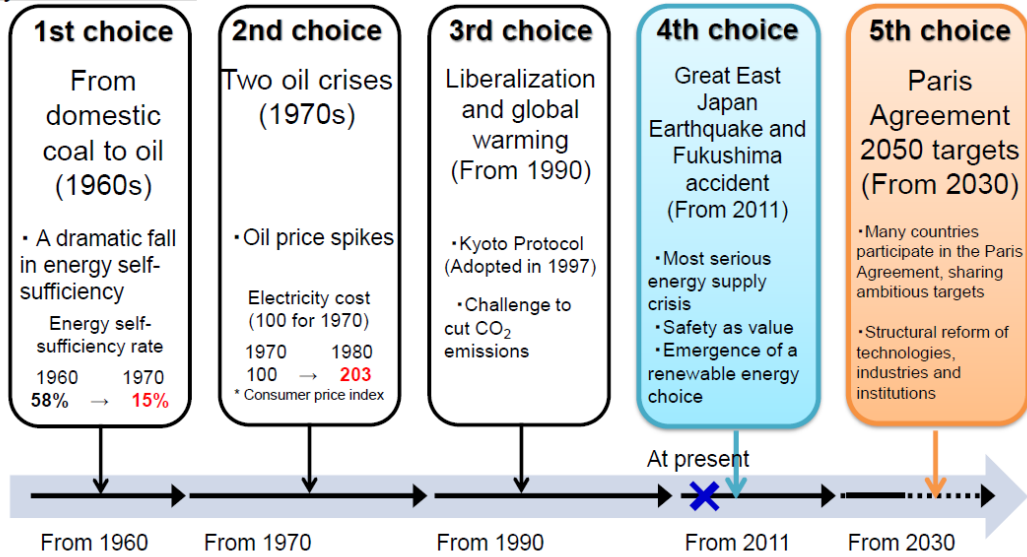 1st choice
From
domestic
coal to oil
(1960s)
・A dramatic fall
in energy self-
sufficiency
Energy self-
sufficiency rate
1960 1970
58% → 15%
2nd choice
Two oil crises
(1970s)
・Oil price spikes
Electricity cost
(100 for 1970)
1970 1980
100 → 203
* Consumer price index
3rd choice
Liberalization
and global
warming
(From 1990)
・Kyoto Protocol
(Adopted in 1997)
・Challenge to
cut CO₂
emissions
4th choice
Great East
Japan
Earthquake and
Fukushima
accident
(From 2011)
・Most serious
energy supply
crisis
・Safety as value
・Emergence of a
renewable energy
choice
5th choice
Paris
Agreement
2050 targets
(From 2030)
・Many countries
participate in the Paris
Agreement, sharing
ambitious targets
・Structural reform of
technologies,
industries and
institutions
At present
From 1960
From 1970
From 1990
From 2011
From 2030